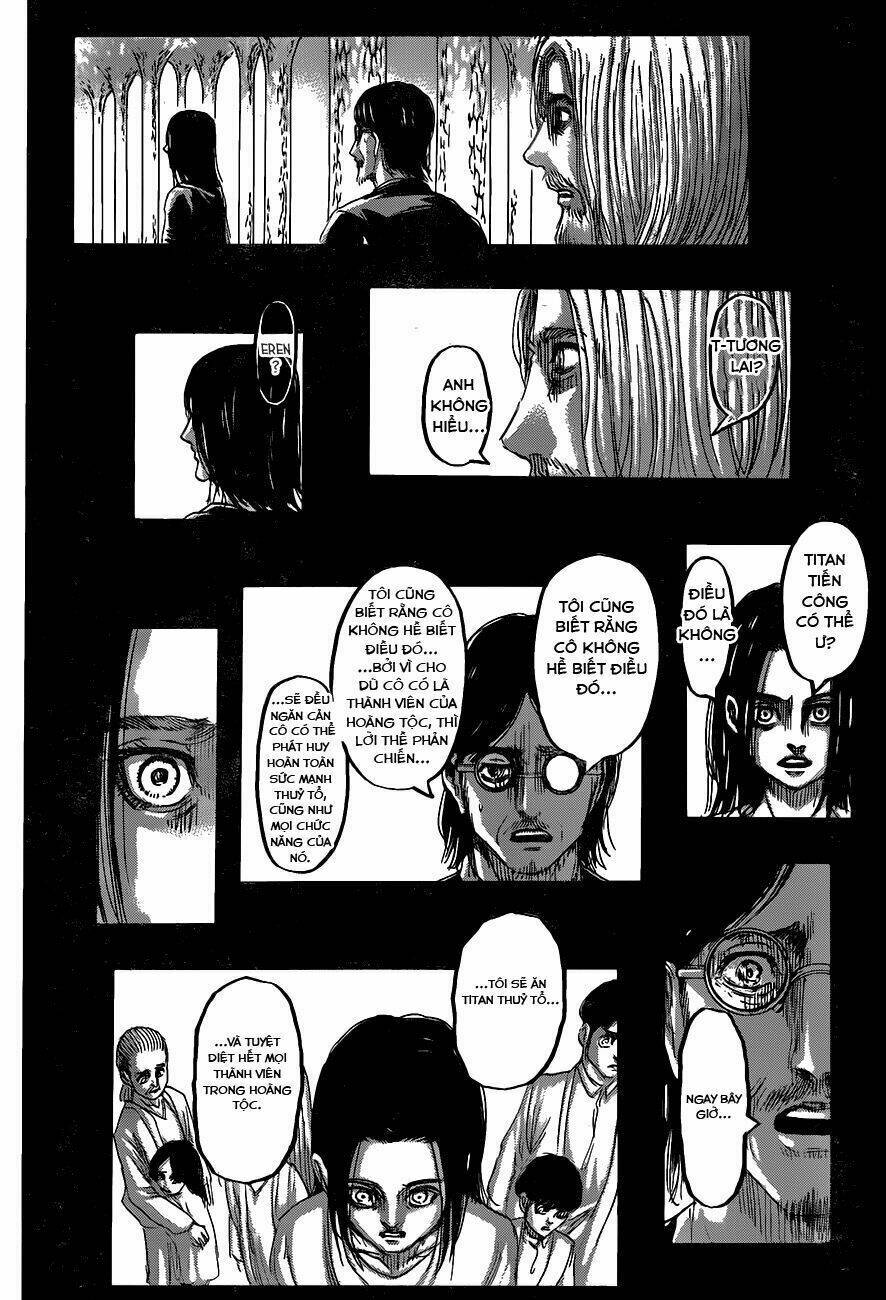 T-TƯƠNG
LAI?
ANH
KHÔNG
HIỂU...
EREN
?
TITAN
TIẾN
CÔNG
CÓ THỂ
Ư?
ĐIỀU
ĐÓ LÀ
KHÔNG
...
TÔI CŨNG
BIẾT RẰNG
CÔ KHÔNG
HỀ BIẾT ĐIỀU
ĐÓ...
TÔI CŨNG
BIẾT RẰNG CÔ
KHÔNG HỀ BIẾT
ĐIỀU ĐÓ...
...BỞI VÌ CHO
DÙ CÔ CÓ LÀ
THÀNH VIÊN CỦA
HOÀNG TỘC, THÌ
LỜI THỀ PHẢN
CHIẾN...
...SẼ ĐỀU
NGĂN CẢN
CÔ CÓ THỂ
PHÁT HUY
HOÀN TOÀN
SỨC MẠNH
THUỶ TỔ,
CŨNG NHƯ
MỌI CHỨC
NĂNG CỦA
NÓ.
NGAY BÂY
GIỜ...
...TÔI SẼ ĂN
TITAN THUỶ TỔ...
...VÀ TUYỆT
DIỆT HẾT MỌI
THÀNH VIÊN
TRONG HOÀNG
TỘC.